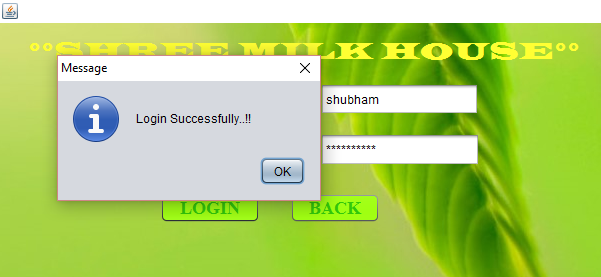 °°SHREE MILK HOUSE°°
Message
shubham
Login Successfully..!!
**********
OK
LOGIN
BACK